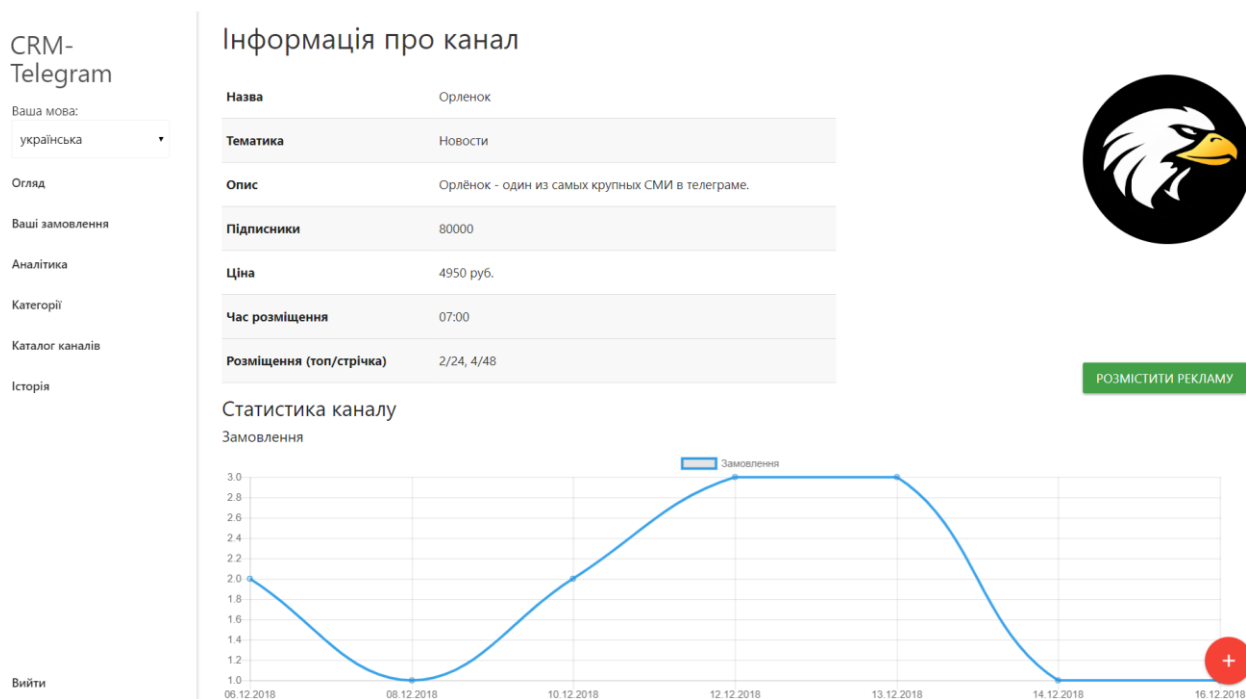 CRM-
Telegram
Ваша мова:
українська
Огляд
Ваші замовлення
Аналітика
Категорії
Каталог каналів
Історія
Вийти
Інформація про канал
Назва Орленок
Тематика Новости
Опис Орлёнок - один из самых крупных СМИ в телеграме.
Підписники 80000
Ціна 4950 руб.
Час розміщення 07:00
Розміщення (топ/стрічка) 2/24, 4/48
РОЗМІСТИТИ РЕКЛАМУ
Статистика каналу
Замовлення
Замовлення
3.0
2.8
2.6
2.4
2.2
2.0
1.8
1.6
1.4
1.2
1.0
06.12.2018 08.12.2018 10.12.2018 12.12.2018 13.12.2018 14.12.2018 16.12.2018
+